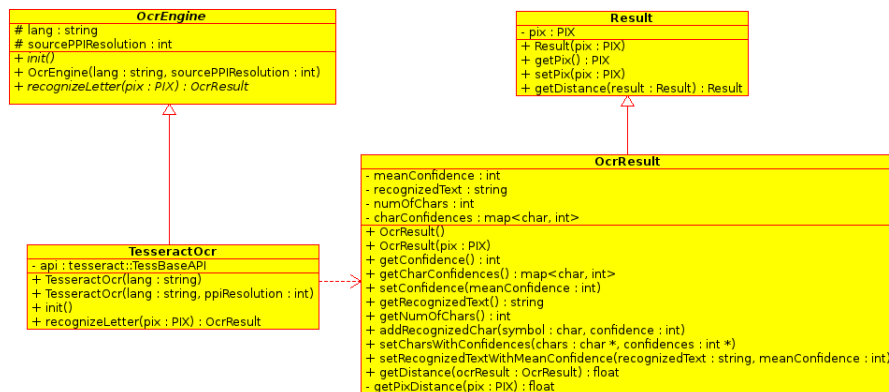 OcrEngine
# lang : string
# sourcePPIResolution : int
+ init()
+ OcrEngine(lang : string, sourcePPIResolution : int)
+ recognizeLetter(pix : PIX) : OcrResult
Result
- pix : PIX
+ Result(pix : PIX)
+ getPix() : PIX
+ setPix(pix : PIX)
+ getDistance(result : Result) : Result
TesseractOcr
- api : tesseract::TessBaseAPI
+ TesseractOcr(lang : string)
+ TesseractOcr(lang : string, ppiResolution : int)
+ init()
+ recognizeLetter(pix : PIX) : OcrResult
OcrResult
- meanConfidence : int
- recognizedText : string
- numOfChars : int
- charConfidences : map<char, int>
+ OcrResult()
+ OcrResult(pix : PIX)
+ getConfidence() : int
+ getCharConfidences() : map<char, int>
+ setConfidence(meanConfidence : int)
+ getRecognizedText() : string
+ getNumOfChars() : int
+ addRecognizedChar(symbol : char, confidence : int)
+ setCharsWithConfidences(chars : char *, confidences : int *)
+ setRecognizedTextWithMeanConfidence(recognizedText : string, meanConfidence : int)
+ getDistance(ocrResult : OcrResult) : float
- getPixDistance(pix : PIX) : float